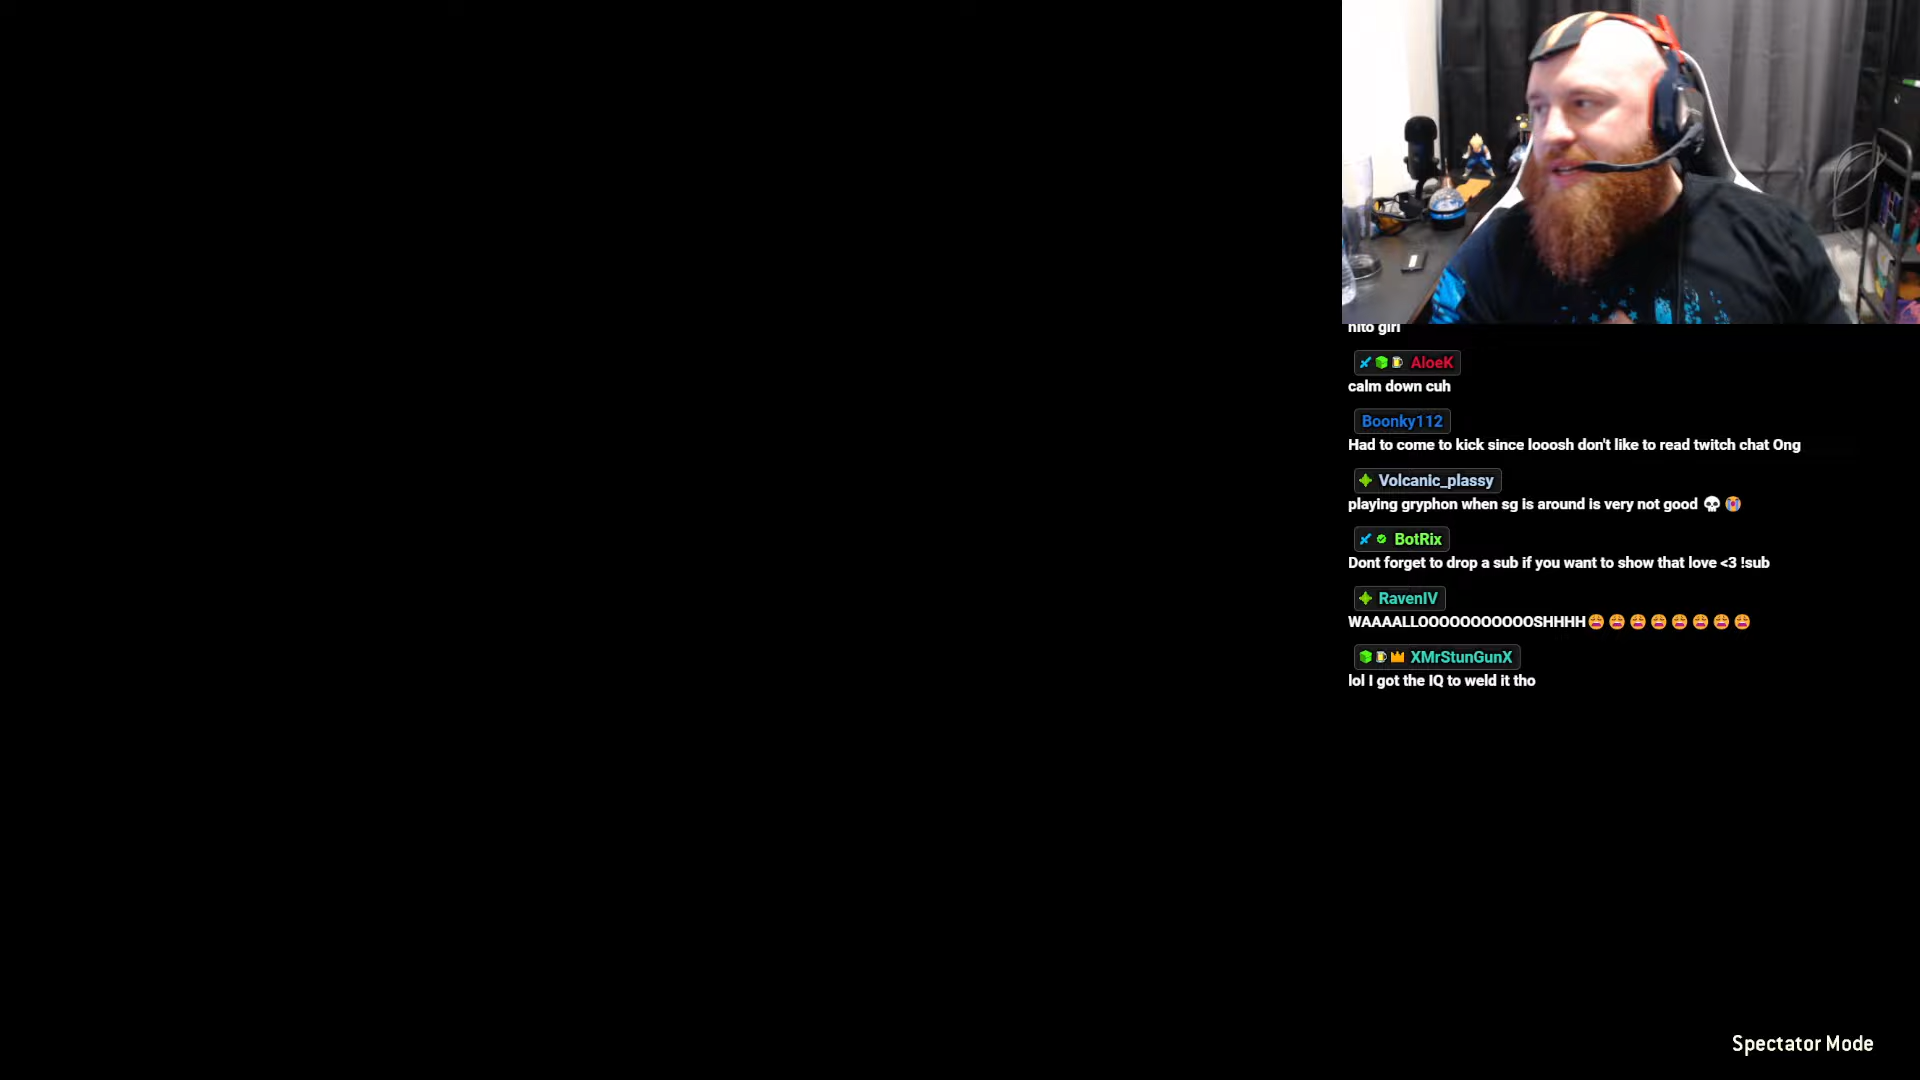 hito girl
AloeK
calm down cuh
Boonky112
Had to come to kick since looosh don't like to read twitch chat Ong
Volcanic_plassy
playing gryphon when sg is around is very not good 💀😭
BotRix
Dont forget to drop a sub if you want to show that love <3 !sub
RavenIV
WAAAALLOOOOOOOOOOOSHHHH😩😩😩😩😩😩😩😩
XMrStunGunX
lol I got the IQ to weld it tho
Spectator Mode